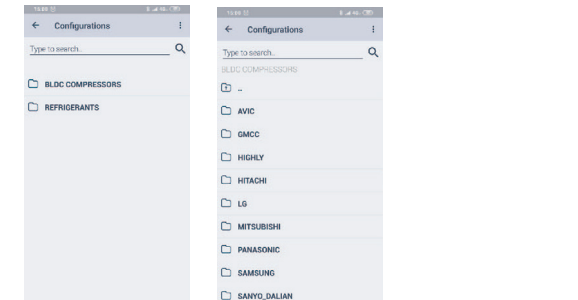 Configurations
Type to search..
BLDC COMPRESSORS
REFRIGERANTS
Configurations
Type to search..
BLDC COMPRESSORS
..
AVIC
GMCC
HIGHLY
HITACHI
LG
MITSUBISHI
PANASONIC
SAMSUNG
SANYO_DALIAN